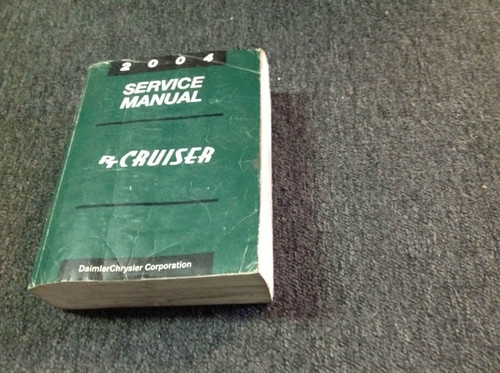 2004
SERVICE
MANUAL
PT CRUISER
DaimlerChrysler Corporation